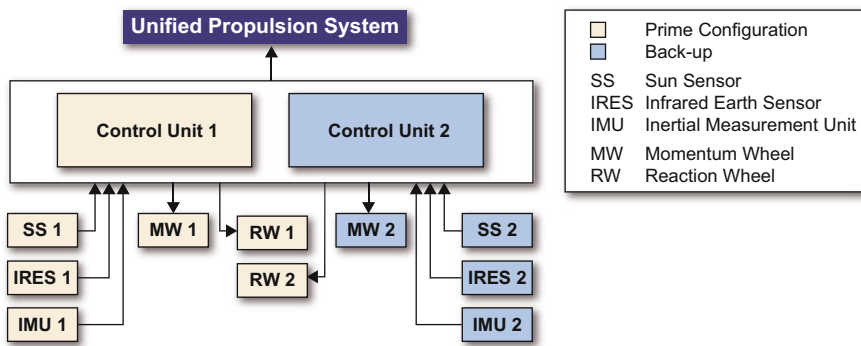 Unified Propulsion System
Control Unit 1
Control Unit 2
SS 1
MW 1
RW 1
MW 2
SS 2
IRES 1
RW 2
IRES 2
IMU 1
IMU 2
Prime Configuration
Back-up
SS Sun Sensor
IRES Infrared Earth Sensor
IMU Inertial Measurement Unit
MW Momentum Wheel
RW Reaction Wheel